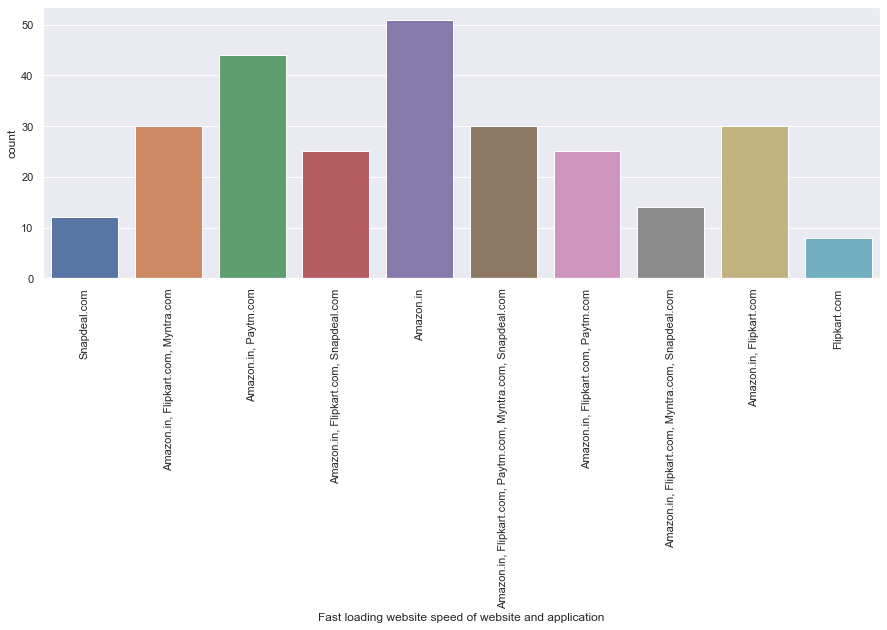 50
40
30
20
10
0
count
Snapdeal.com
Amazon.in, Flipkart.com, Myntra.com
Amazon.in, Paytm.com
Amazon.in, Flipkart.com, Snapdeal.com
Amazon.in
Amazon.in, Flipkart.com, Paytm.com, Myntra.com, Snapdeal.com
Amazon.in, Flipkart.com, Paytm.com
Amazon.in, Flipkart.com, Myntra.com, Snapdeal.com
Amazon.in, Flipkart.com
Flipkart.com
Fast loading website speed of website and application